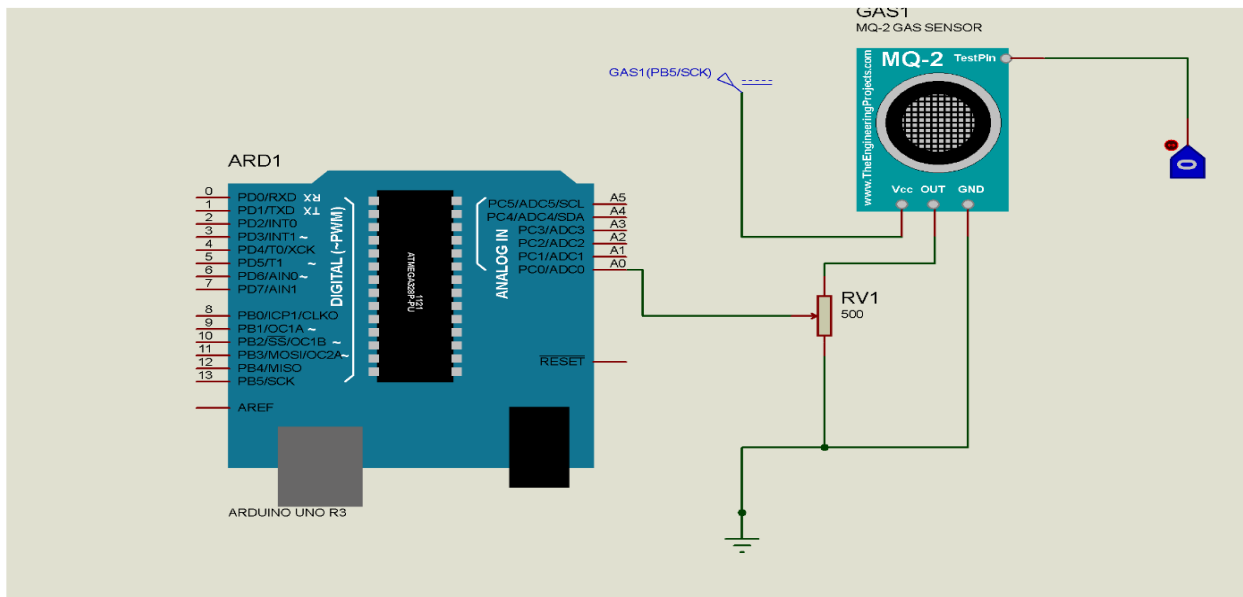 GAS1
MQ-2 GAS SENSOR
GAS1(PB5/SCK)
MQ-2
TestPin
www.TheEngineeringProjects.com
Vcc OUT GND
0
ARD1
0 PD0/RXD RX
1 PD1/TXD TX
2 PD2/INT0
3 PD3/INT1 ~
4 PD4/T0/XCK
5 PD5/T1 ~
6 PD6/AIN0 ~
7 PD7/AIN1
8 PB0/ICP1/CLKO
9 PB1/OC1A ~
10 PB2/SS/OC1B ~
11 PB3/MOSI/OC2A ~
12 PB4/MISO
13 PB5/SCK
AREF
DIGITAL (~PWM)
ATMEGA328P-PU
1121
ANALOG IN
PC5/ADC5/SCL A5
PC4/ADC4/SDA A4
PC3/ADC3 A3
PC2/ADC2 A2
PC1/ADC1 A1
PC0/ADC0 A0
RESET
RV1
500
ARDUINO UNO R3